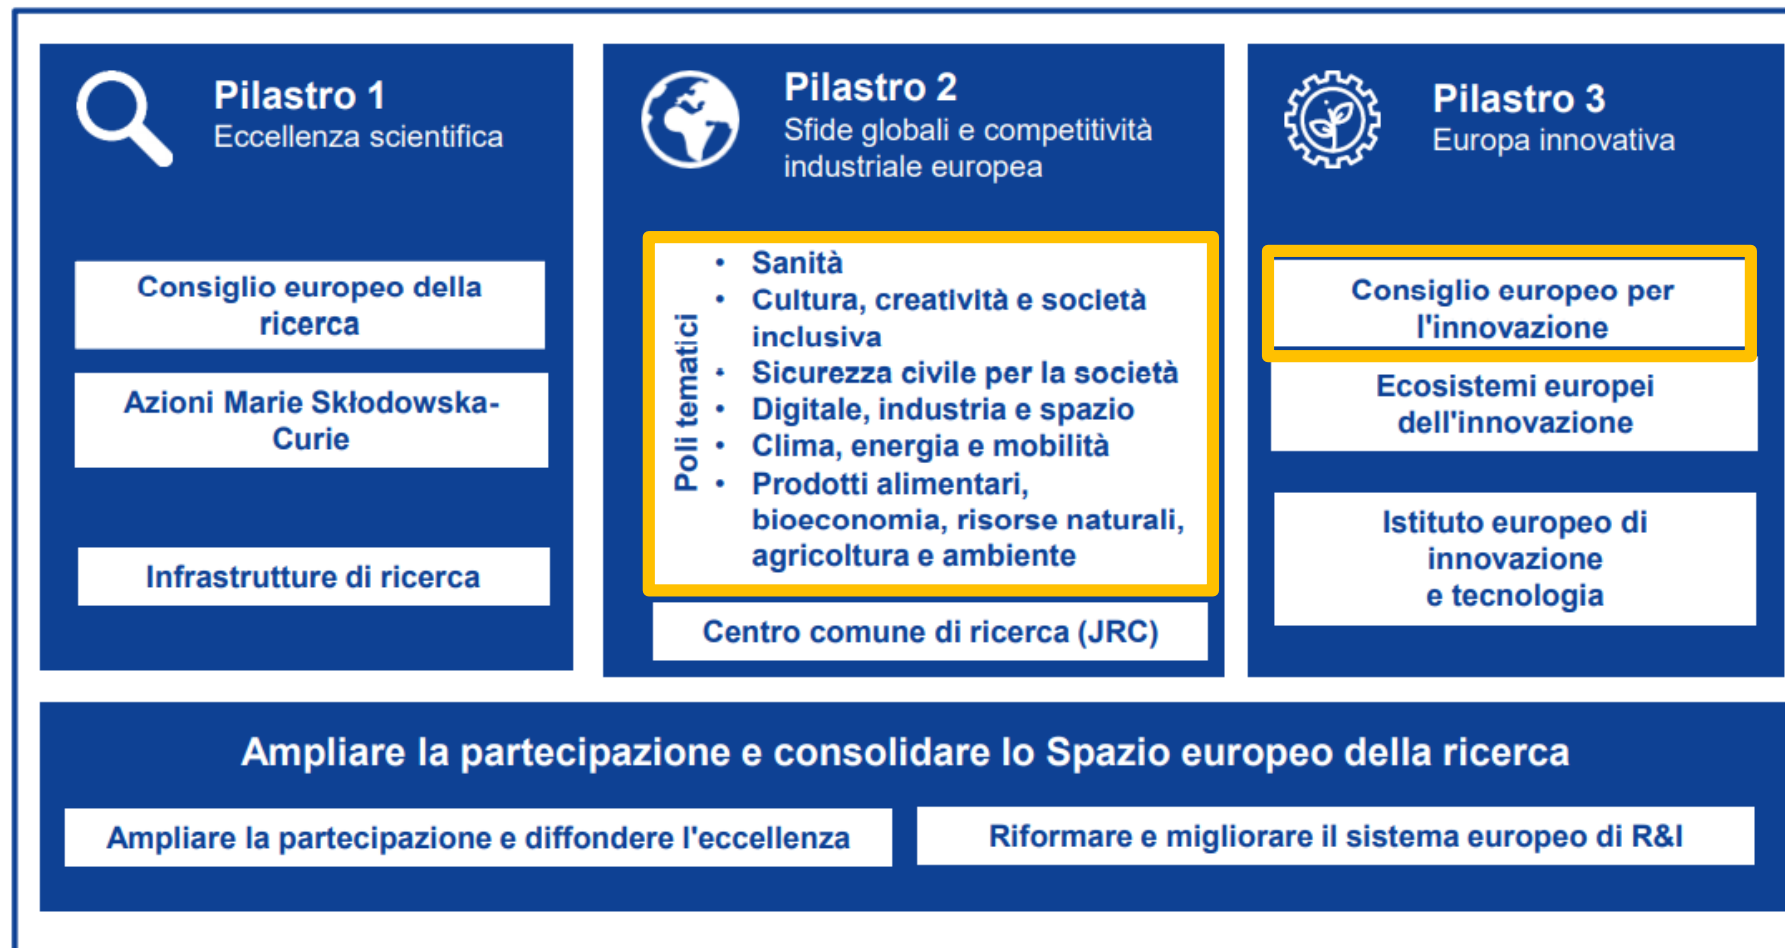 Pilastro 1
Eccellenza scientifica
Consiglio europeo della
ricerca
Azioni Marie Skłodowska-
Curie
Infrastrutture di ricerca
Pilastro 2
Sfide globali e competitività
industriale europea
Poli tematici
• Sanità
• Cultura, creatività e società
inclusiva
• Sicurezza civile per la società
• Digitale, industria e spazio
• Clima, energia e mobilità
• Prodotti alimentari,
bioeconomia, risorse naturali,
agricoltura e ambiente
Centro comune di ricerca (JRC)
Pilastro 3
Europa innovativa
Consiglio europeo per
l'innovazione
Ecosistemi europei
dell'innovazione
Istituto europeo di
innovazione
e tecnologia
Ampliare la partecipazione e consolidare lo Spazio europeo della ricerca
Ampliare la partecipazione e diffondere l'eccellenza
Riformare e migliorare il sistema europeo di R&I